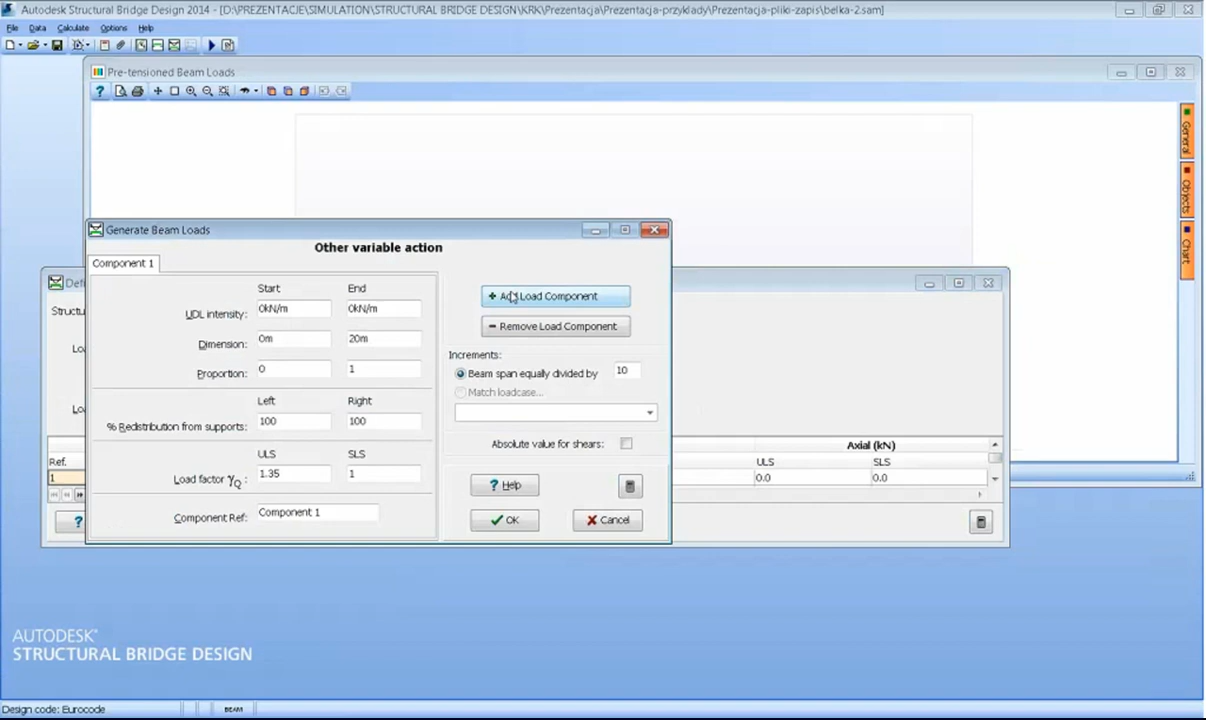 Autodesk Structural Bridge Design 2014 - [D:\PREZENTACJE\SIMULATION\STRUCTURAL BRIDGE DESIGN\KRK\Prezentacja\Prezentacja-przyklady\Prezentacja-pliki-zapis\belka-2.sam]
File Data Calculate Options Help
Pre-tensioned Beam Loads
General
Objects
Chart
Generate Beam Loads
Other variable action
Component 1
Start End
UDL intensity: 0kN/m 0kN/m
Dimension: 0m 20m
Proportion: 0 1
Left Right
% Redistribution from supports: 100 100
ULS SLS
Load factor γQ : 1.35 1
Component Ref: Component 1
Add Load Component
Remove Load Component
Increments:
Beam span equally divided by 10
Match loadcase...
Absolute value for shears:
Help
OK Cancel
Defi
Structu
Loa
Loa
Ref.
1
Axial (kN)
ULS SLS
0.0 0.0
AUTODESK®
STRUCTURAL BRIDGE DESIGN
Design code: Eurocode BEAM